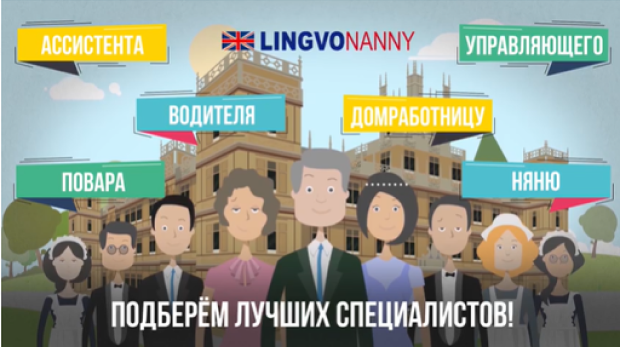 АССИСТЕНТА
LINGVONANNY
УПРАВЛЯЮЩЕГО
ВОДИТЕЛЯ
ДОМРАБОТНИЦУ
ПОВАРА
НЯНЮ
ПОДБЕРЁМ ЛУЧШИХ СПЕЦИАЛИСТОВ!